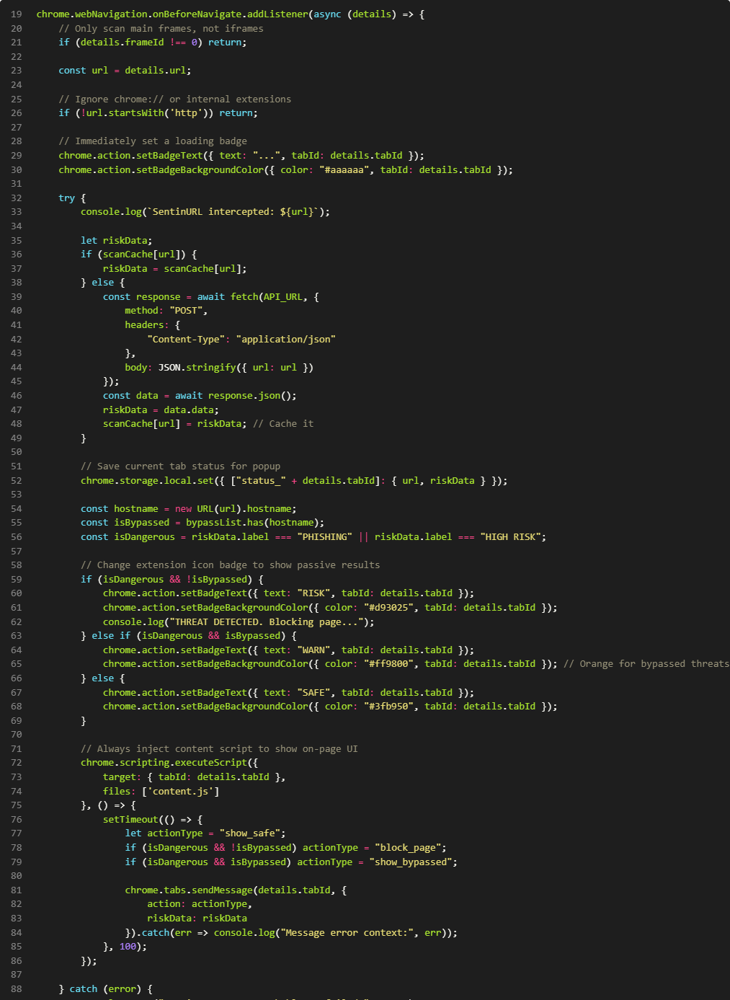 19 chrome.webNavigation.onBeforeNavigate.addListener(async (details) => {
20     // Only scan main frames, not iframes
21     if (details.frameId !== 0) return;
22
23     const url = details.url;
24
25     // Ignore chrome:// or internal extensions
26     if (!url.startsWith('http')) return;
27
28     // Immediately set a loading badge
29     chrome.action.setBadgeText({ text: "...", tabId: details.tabId });
30     chrome.action.setBadgeBackgroundColor({ color: "#aaaaaa", tabId: details.tabId });
31
32     try {
33         console.log(`SentinURL intercepted: ${url}`);
34
35         let riskData;
36         if (scanCache[url]) {
37             riskData = scanCache[url];
38         } else {
39             const response = await fetch(API_URL, {
40                 method: "POST",
41                 headers: {
42                     "Content-Type": "application/json"
43                 },
44                 body: JSON.stringify({ url: url })
45             });
46             const data = await response.json();
47             riskData = data.data;
48             scanCache[url] = riskData; // Cache it
49         }
50
51         // Save current tab status for popup
52         chrome.storage.local.set({ ["status_" + details.tabId]: { url, riskData } });
53
54         const hostname = new URL(url).hostname;
55         const isBypassed = bypassList.has(hostname);
56         const isDangerous = riskData.label === "PHISHING" || riskData.label === "HIGH RISK";
57
58         // Change extension icon badge to show passive results
59         if (isDangerous && !isBypassed) {
60             chrome.action.setBadgeText({ text: "RISK", tabId: details.tabId });
61             chrome.action.setBadgeBackgroundColor({ color: "#d93025", tabId: details.tabId });
62             console.log("THREAT DETECTED. Blocking page...");
63         } else if (isDangerous && isBypassed) {
64             chrome.action.setBadgeText({ text: "WARN", tabId: details.tabId });
65             chrome.action.setBadgeBackgroundColor({ color: "#ff9800", tabId: details.tabId }); // Orange for bypassed threats
66         } else {
67             chrome.action.setBadgeText({ text: "SAFE", tabId: details.tabId });
68             chrome.action.setBadgeBackgroundColor({ color: "#3fb950", tabId: details.tabId });
69         }
70
71         // Always inject content script to show on-page UI
72         chrome.scripting.executeScript({
73             target: { tabId: details.tabId },
74             files: ['content.js']
75         }, () => {
76             setTimeout(() => {
77                 let actionType = "show_safe";
78                 if (isDangerous && !isBypassed) actionType = "block_page";
79                 if (isDangerous && isBypassed) actionType = "show_bypassed";
80
81                 chrome.tabs.sendMessage(details.tabId, {
82                     action: actionType,
83                     riskData: riskData
84                 }).catch(err => console.log("Message error context:", err));
85             }, 100);
86         });
87
88     } catch (error) {